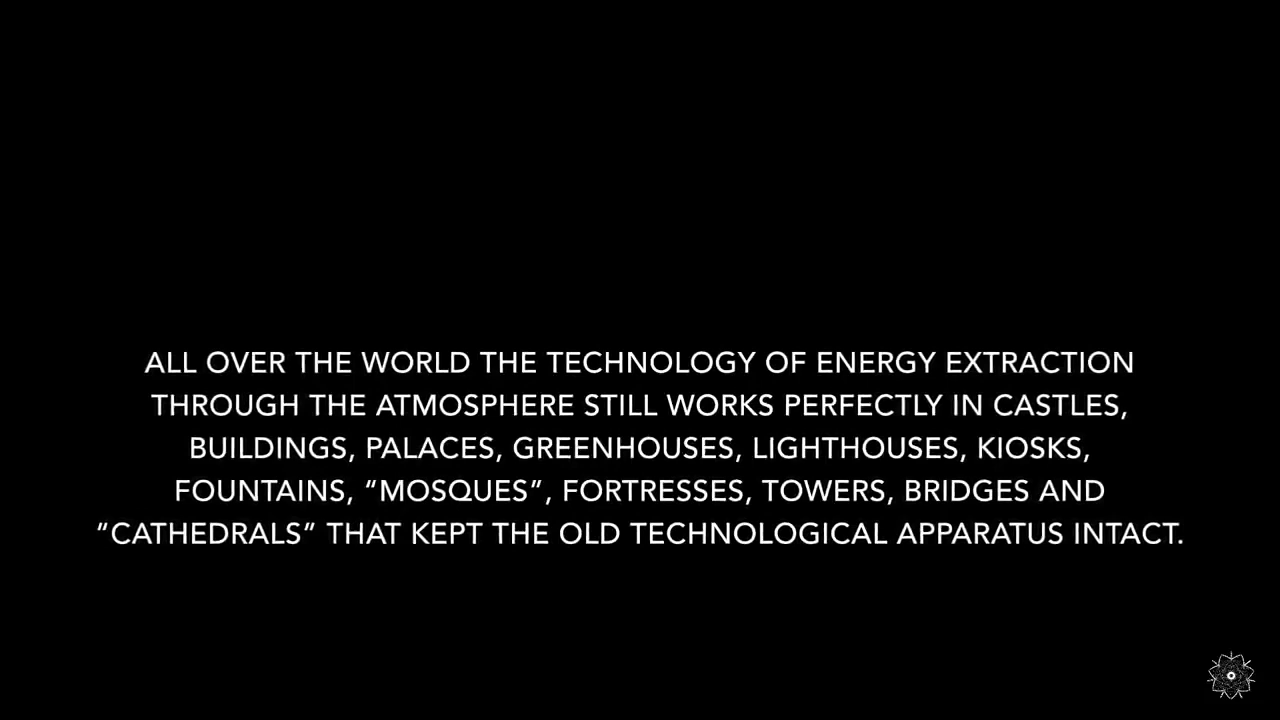 ALL OVER THE WORLD THE TECHNOLOGY OF ENERGY EXTRACTION
THROUGH THE ATMOSPHERE STILL WORKS PERFECTLY IN CASTLES,
BUILDINGS, PALACES, GREENHOUSES, LIGHTHOUSES, KIOSKS,
FOUNTAINS, “MOSQUES”, FORTRESSES, TOWERS, BRIDGES AND
“CATHEDRALS” THAT KEPT THE OLD TECHNOLOGICAL APPARATUS INTACT.